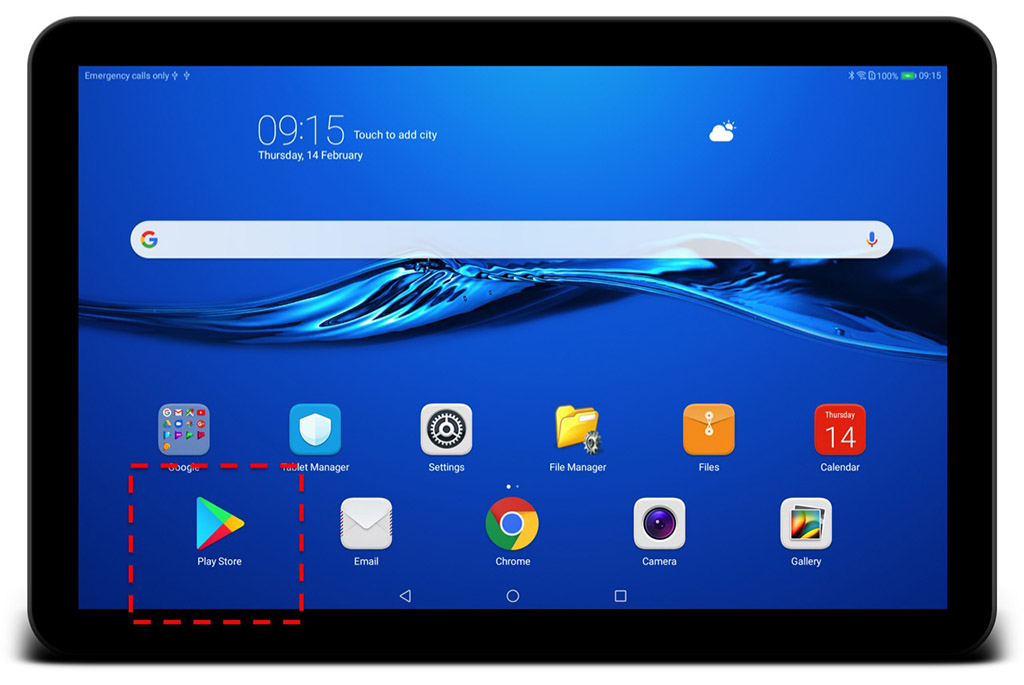 Emergency calls only
100% 09:15
09:15 Touch to add city
Thursday, 14 February
Google Tablet Manager Settings File Manager Files Calendar
Thursday
14
Play Store Email Chrome Camera Gallery